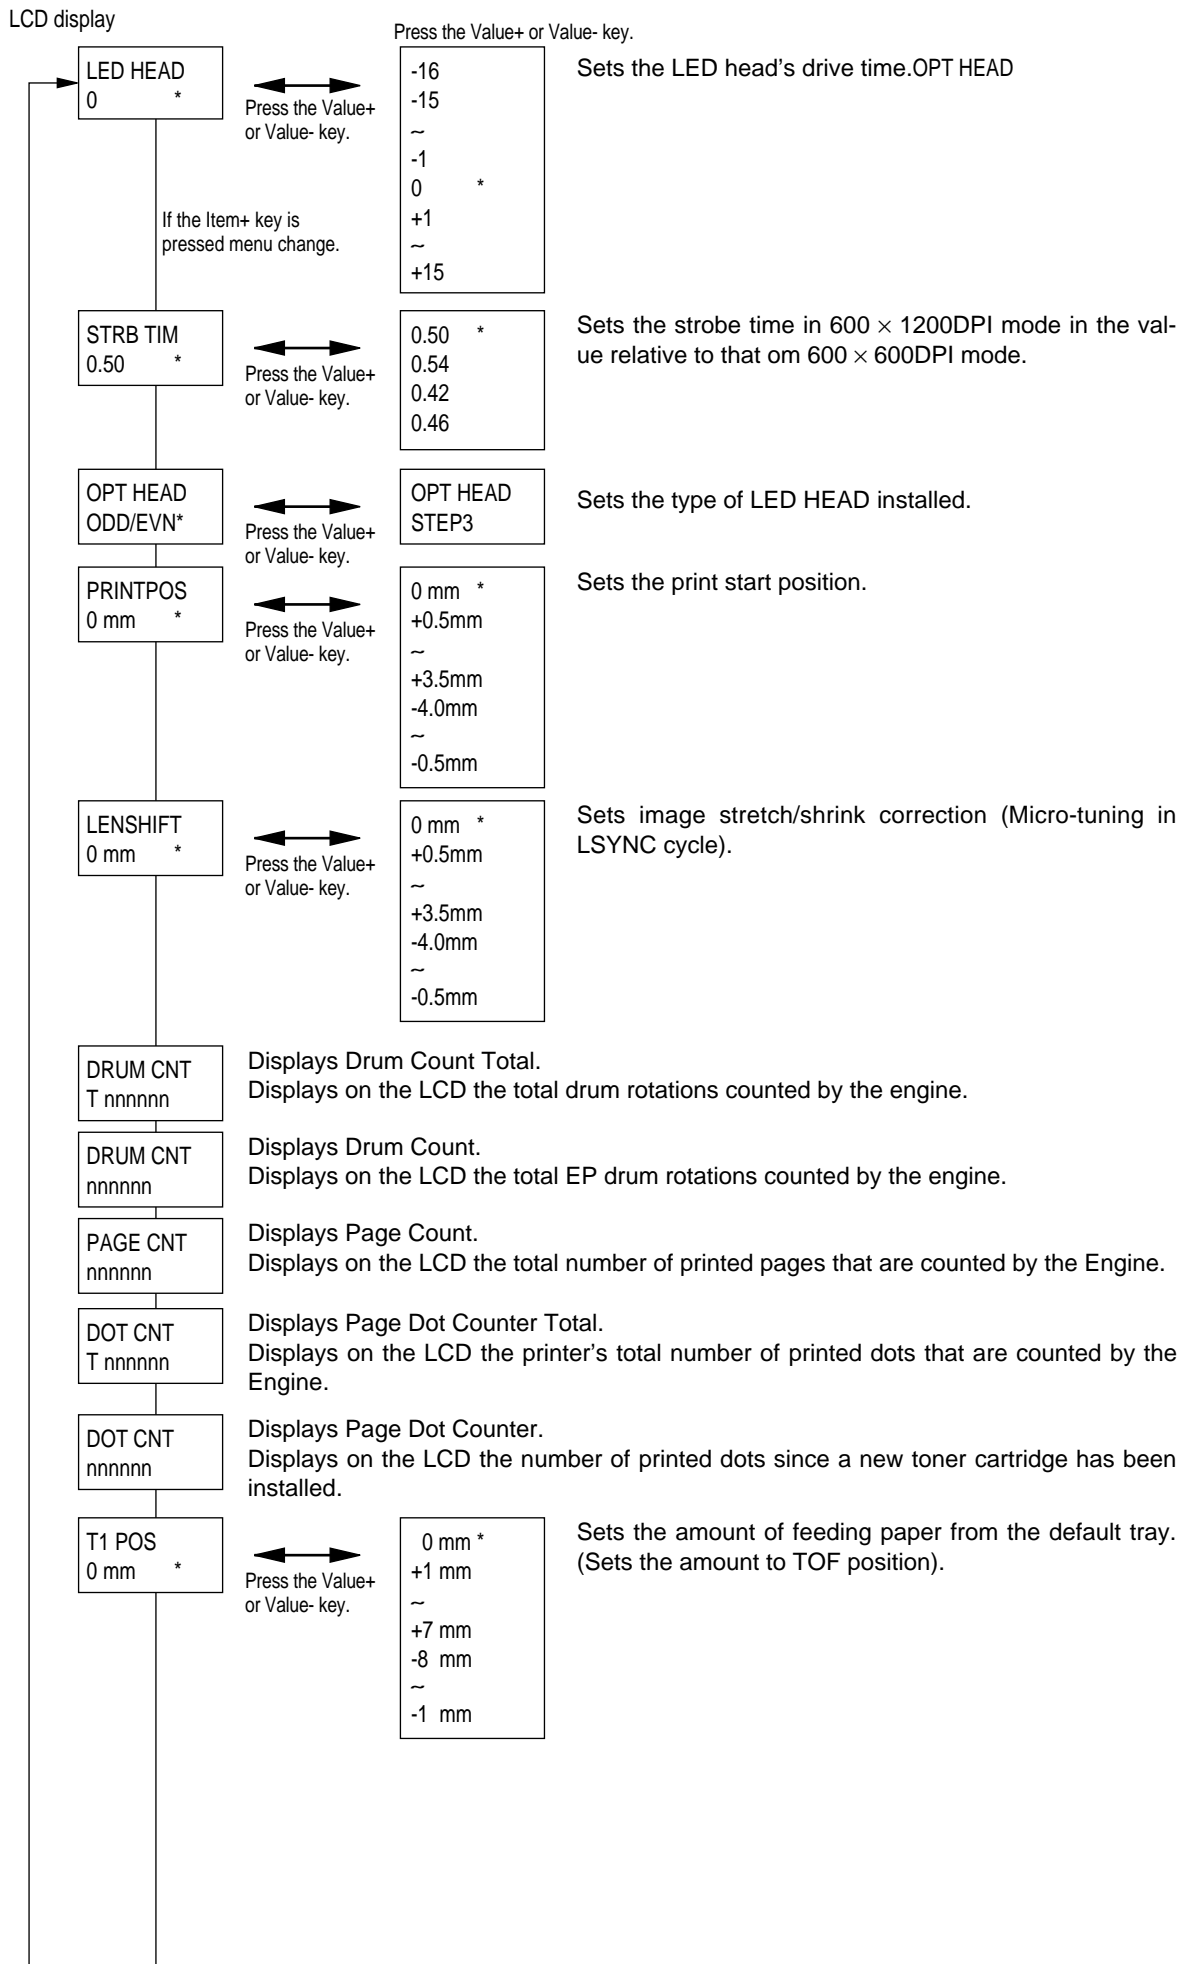 LCD display
Press the Value+ or Value- key.
LED HEAD
0 *
Press the Value+
or Value- key.
-16
-15
~
-1
0 *
+1
~
+15
Sets the LED head's drive time.OPT HEAD
If the Item+ key is
pressed menu change.
STRB TIM
0.50 *
Press the Value+
or Value- key.
0.50 *
0.54
0.42
0.46
Sets the strobe time in 600 × 1200DPI mode in the val-
ue relative to that om 600 × 600DPI mode.
OPT HEAD
ODD/EVN*
Press the Value+
or Value- key.
OPT HEAD
STEP3
Sets the type of LED HEAD installed.
PRINTPOS
0 mm *
Press the Value+
or Value- key.
0 mm *
+0.5mm
~
+3.5mm
-4.0mm
~
-0.5mm
Sets the print start position.
LENSHIFT
0 mm *
Press the Value+
or Value- key.
0 mm *
+0.5mm
~
+3.5mm
-4.0mm
~
-0.5mm
Sets image stretch/shrink correction (Micro-tuning in
LSYNC cycle).
DRUM CNT
T nnnnnn
Displays Drum Count Total.
Displays on the LCD the total drum rotations counted by the engine.
DRUM CNT
nnnnnn
Displays Drum Count.
Displays on the LCD the total EP drum rotations counted by the engine.
PAGE CNT
nnnnnn
Displays Page Count.
Displays on the LCD the total number of printed pages that are counted by the Engine.
DOT CNT
T nnnnnn
Displays Page Dot Counter Total.
Displays on the LCD the printer's total number of printed dots that are counted by the
Engine.
DOT CNT
nnnnnn
Displays Page Dot Counter.
Displays on the LCD the number of printed dots since a new toner cartridge has been
installed.
T1 POS
0 mm *
Press the Value+
or Value- key.
0 mm *
+1 mm
~
+7 mm
-8 mm
~
-1 mm
Sets the amount of feeding paper from the default tray.
(Sets the amount to TOF position).